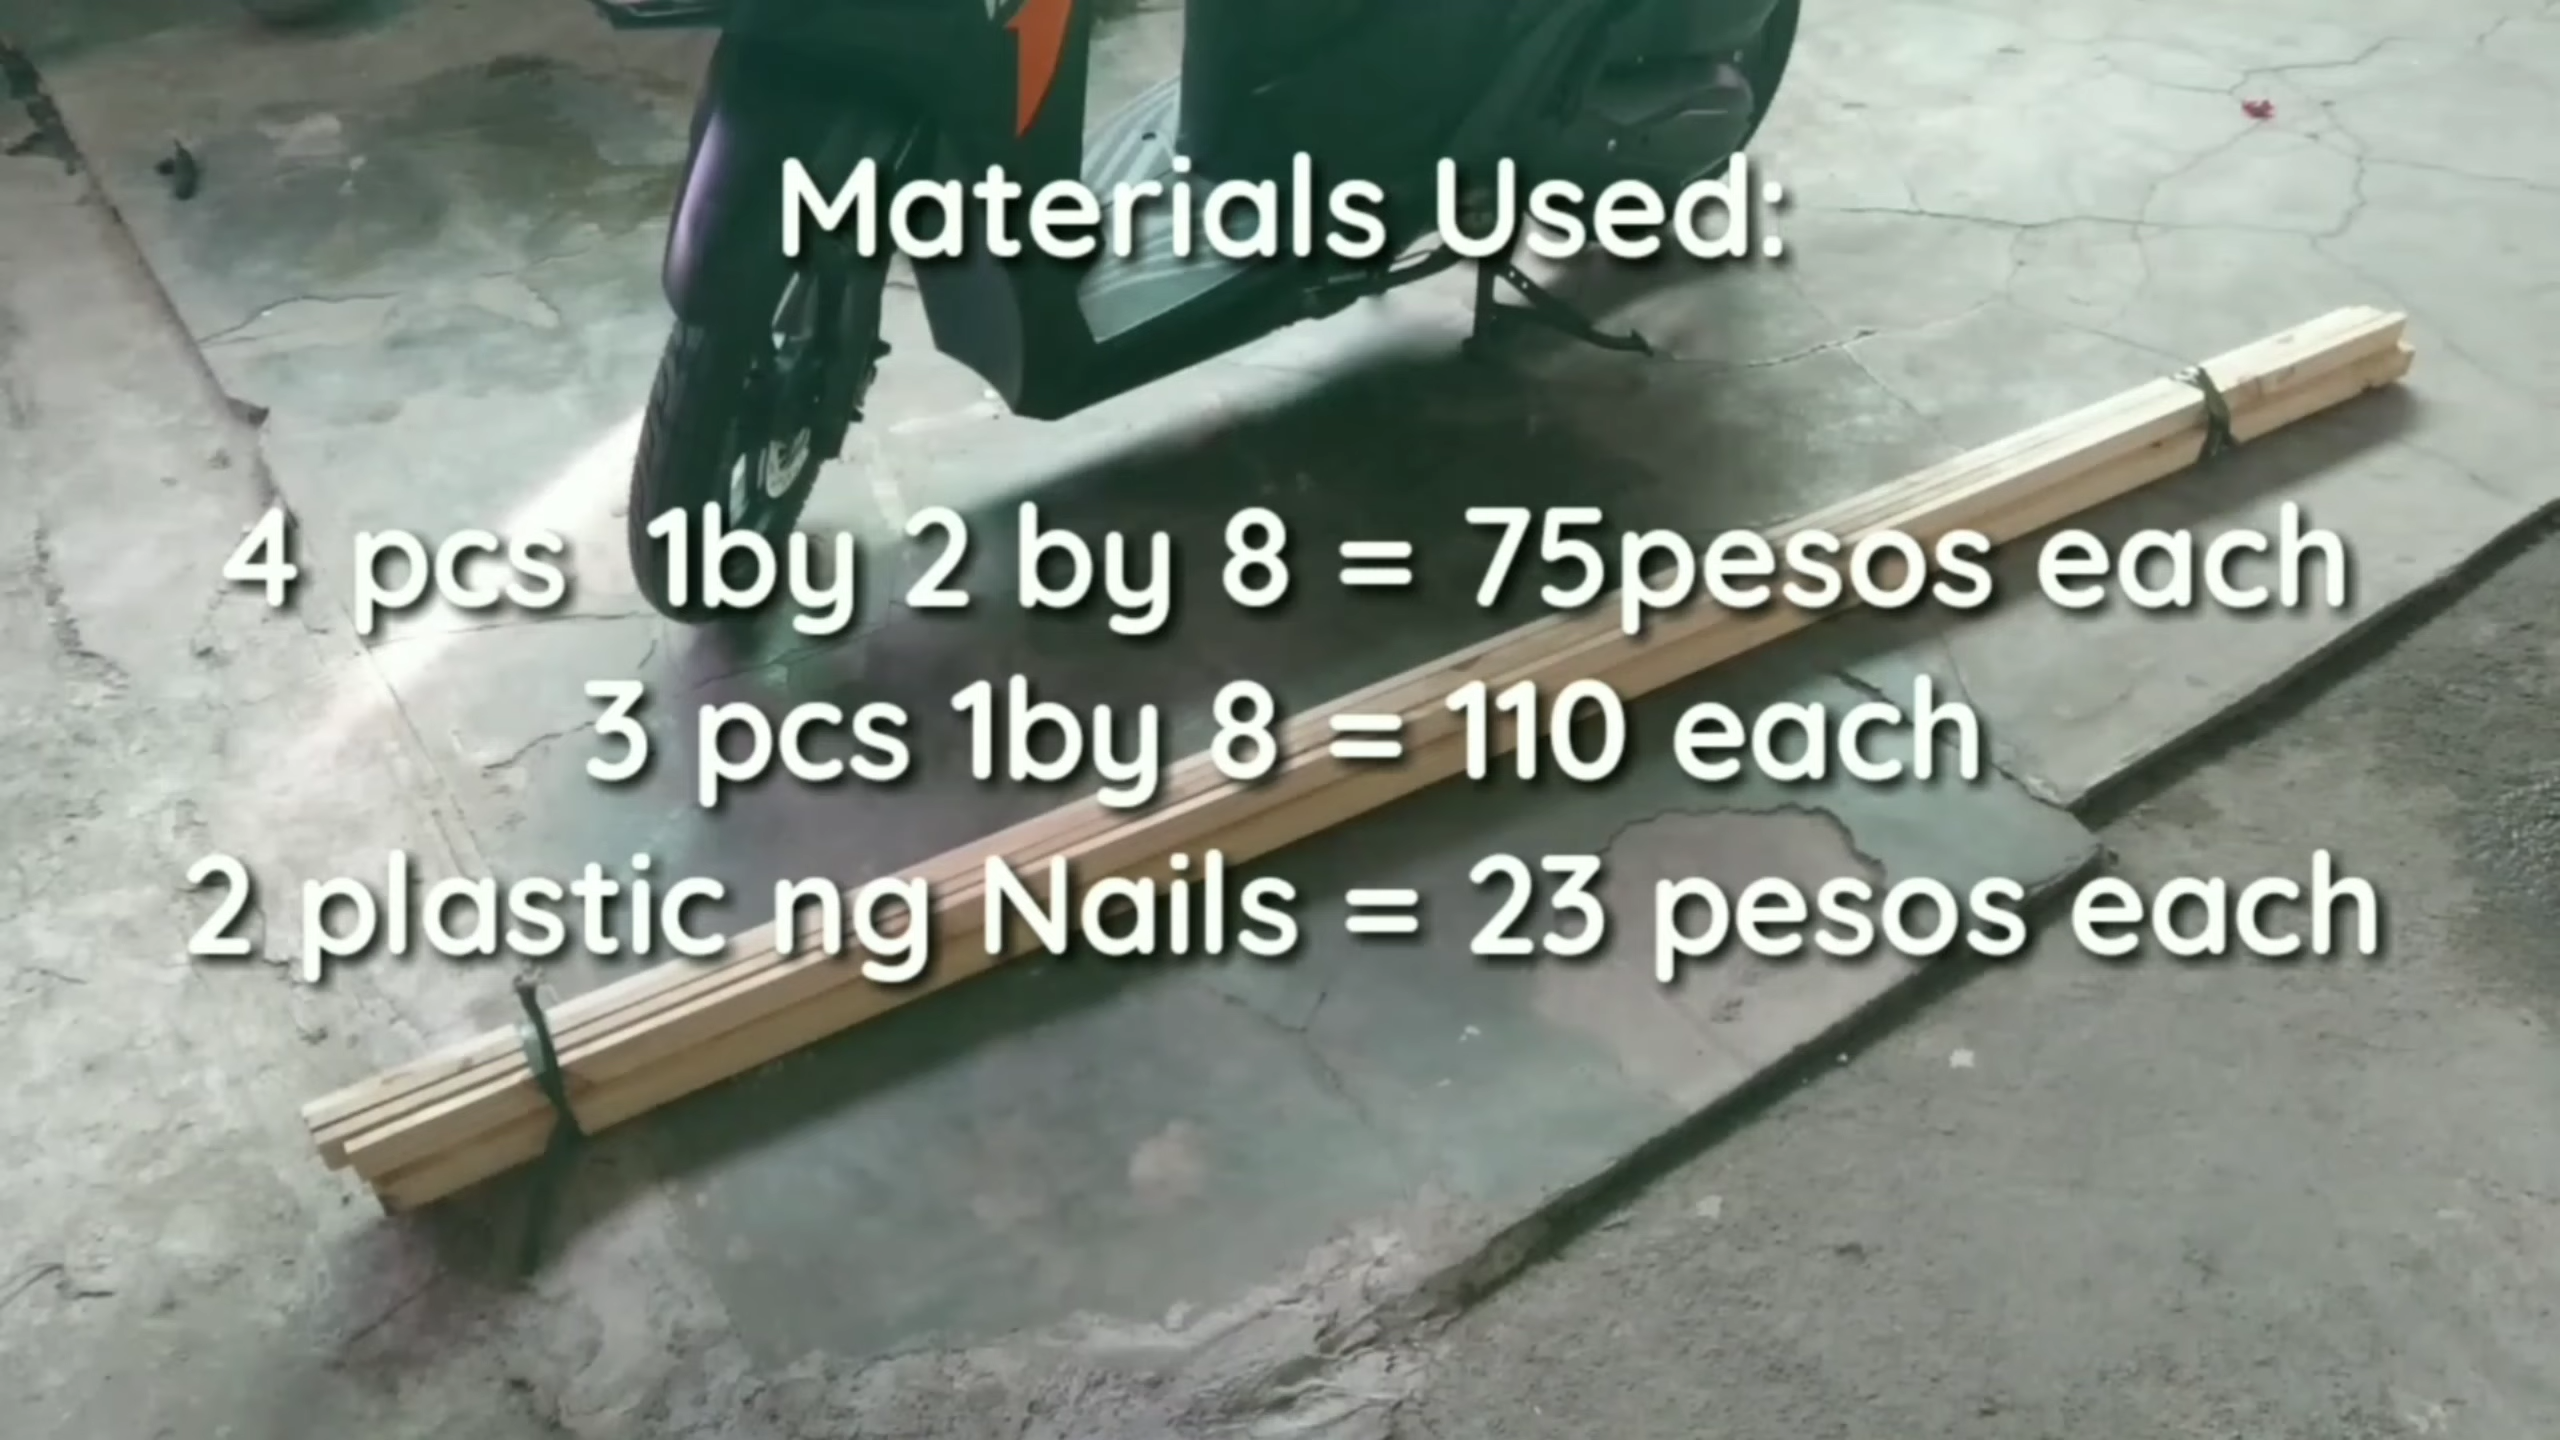 Materials Used:
4 pcs 1by 2 by 8 = 75pesos each
3 pcs 1by 8 = 110 each
2 plastic ng Nails = 23 pesos each